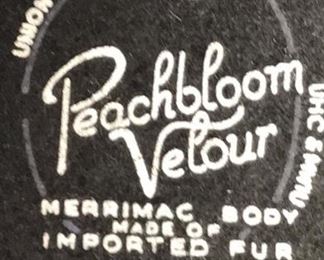 UNION
Peachbloom
Velour
MERRIMAC BODY
MADE OF
IMPORTED FUR